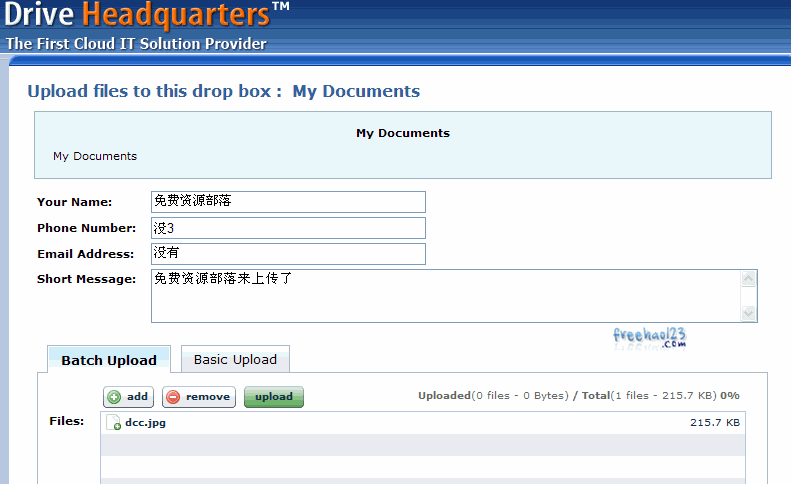 Drive Headquarters™
The First Cloud IT Solution Provider
Upload files to this drop box : My Documents
My Documents
My Documents
Your Name: 免费资源部落
Phone Number: 没3
Email Address: 没有
Short Message: 免费资源部落来上传了
freehao123
.com
Batch Upload Basic Upload
add remove upload Uploaded(0 files - 0 Bytes) / Total(1 files - 215.7 KB) 0%
Files: dcc.jpg 215.7 KB